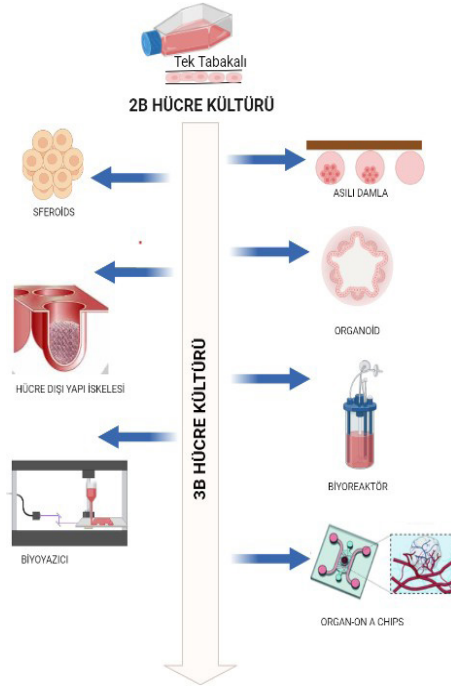 Tek Tabakalı
2B HÜCRE KÜLTÜRÜ
SFEROİDS
ASILI DAMLA
ORGANOİD
HÜCRE DIŞI YAPI İSKELESİ
3B HÜCRE KÜLTÜRÜ
BİYOREAKTÖR
BİYOYAZICI
ORGAN-ON A CHIPS